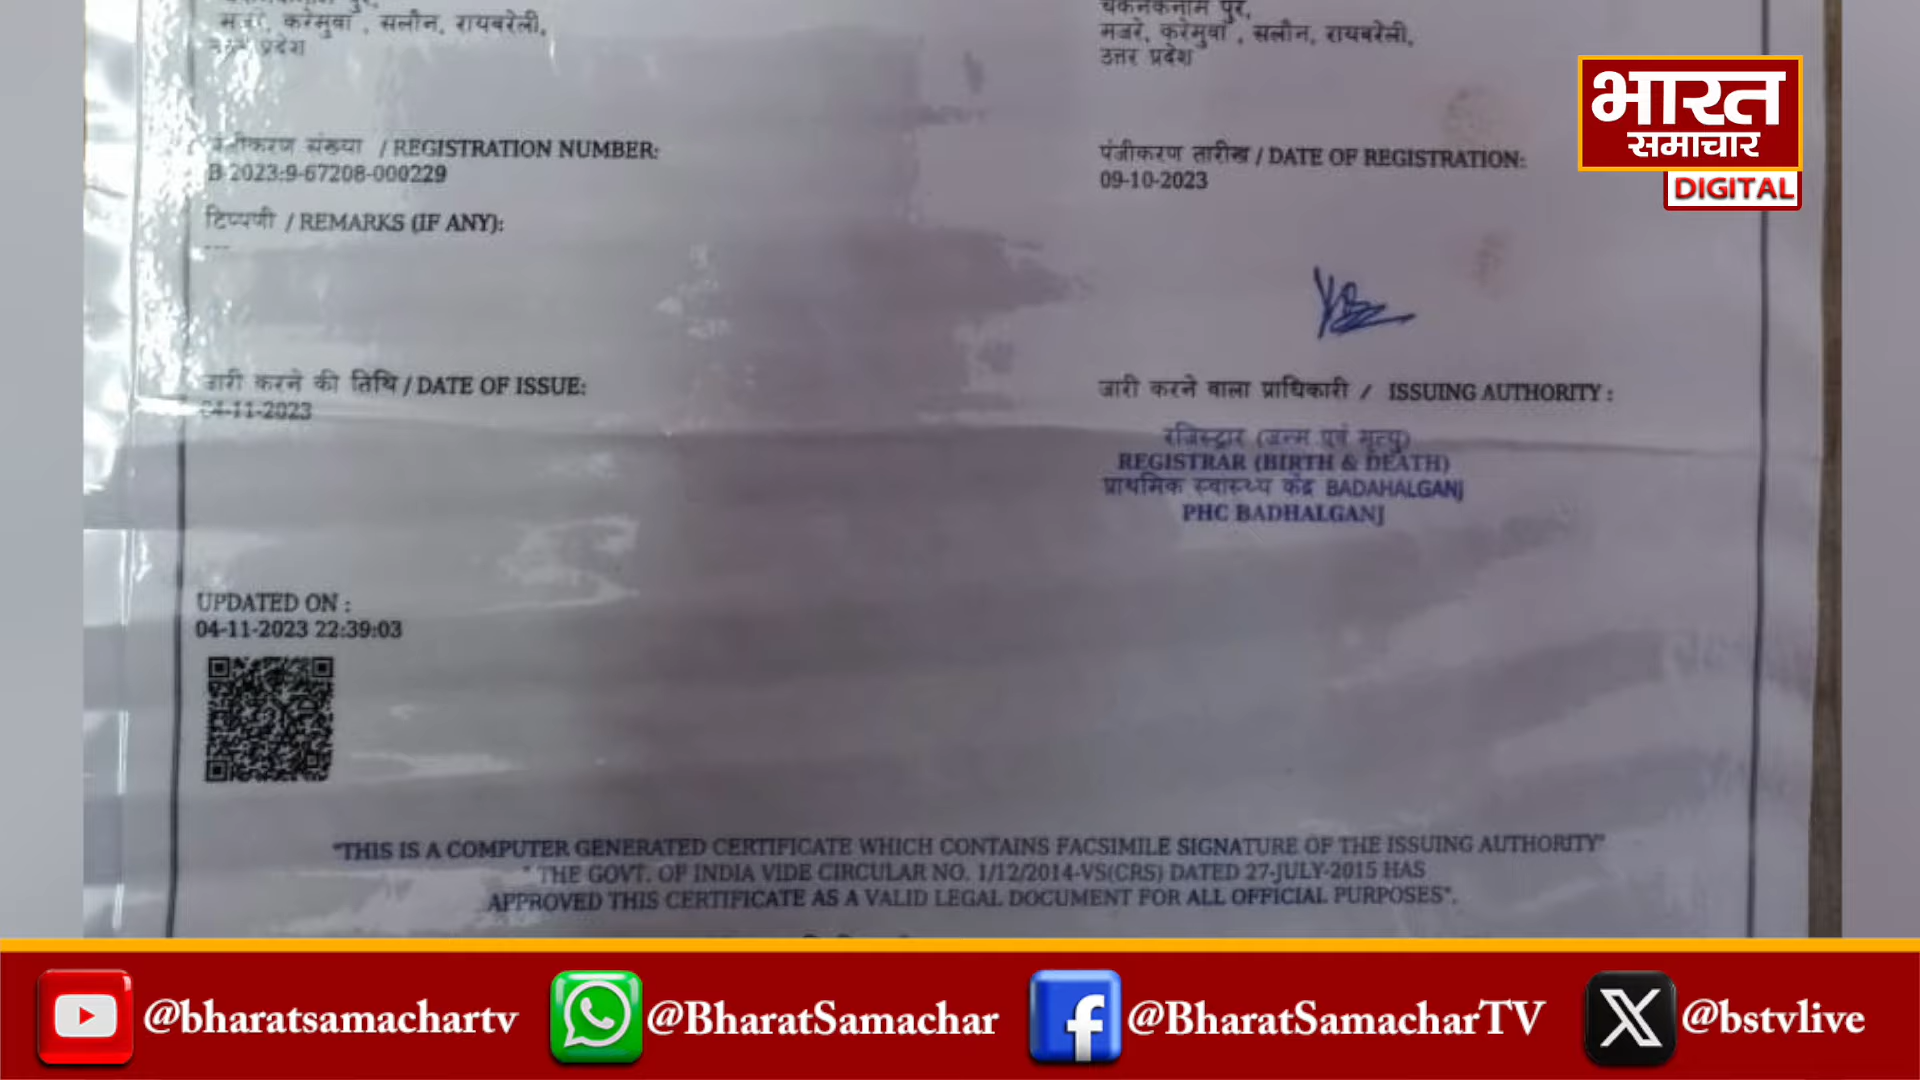 मजरे, करेमुवा , सलौन, रायबरेली,
प्रदेश
पुर,
मजरे, करेमुवा , सलौन, रायबरेली,
उत्तर प्रदेश
भारत
समाचार
DIGITAL
पंजीकरण संख्या / REGISTRATION NUMBER:
B 2023:9-67208-000229
पंजीकरण तारीख / DATE OF REGISTRATION:
09-10-2023
टिप्पणी / REMARKS (IF ANY):
---
जारी करने की तिथि / DATE OF ISSUE:
04-11-2023
जारी करने वाला प्राधिकारी / ISSUING AUTHORITY :
रजिस्ट्रार (जन्म एवं मृत्यु)
REGISTRAR (BIRTH & DEATH)
प्राथमिक स्वास्थ्य केंद्र BADAHALGANJ
PHC BADHALGANJ
UPDATED ON :
04-11-2023 22:39:03
"THIS IS A COMPUTER GENERATED CERTIFICATE WHICH CONTAINS FACSIMILE SIGNATURE OF THE ISSUING AUTHORITY"
" THE GOVT. OF INDIA VIDE CIRCULAR NO. 1/12/2014-VS(CRS) DATED 27-JULY-2015 HAS
APPROVED THIS CERTIFICATE AS A VALID LEGAL DOCUMENT FOR ALL OFFICIAL PURPOSES".
@bharatsamachartv
@BharatSamachar
@BharatSamacharTV
@bstvlive